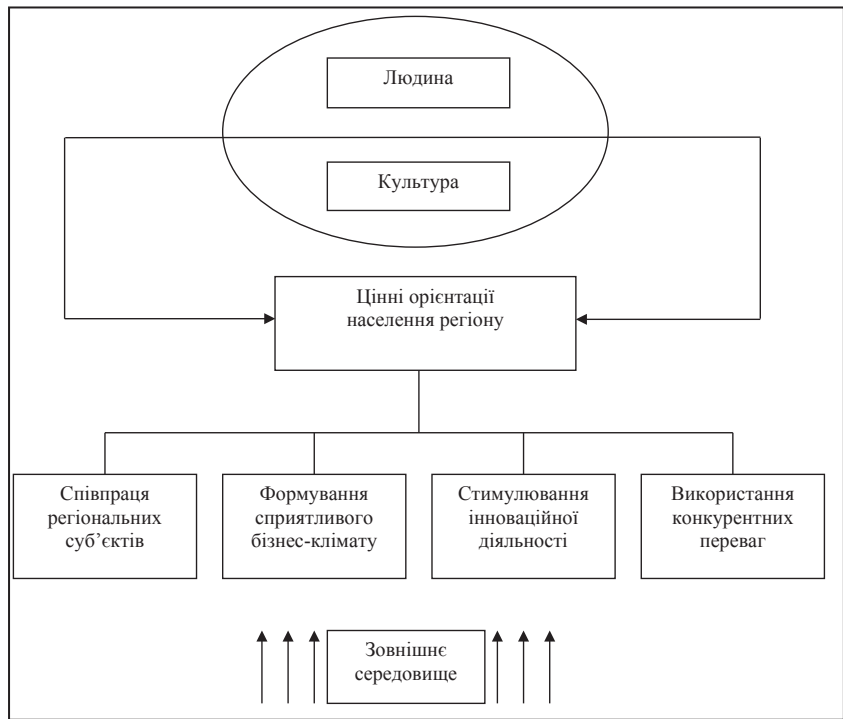 Людина
Культура
Цінні орієнтації
населення регіону
Співпраця
регіональних
суб’єктів
Формування
сприятливого
бізнес-клімату
Стимулювання
інноваційної
діяльності
Використання
конкурентних
переваг
Зовнішнє
середовище